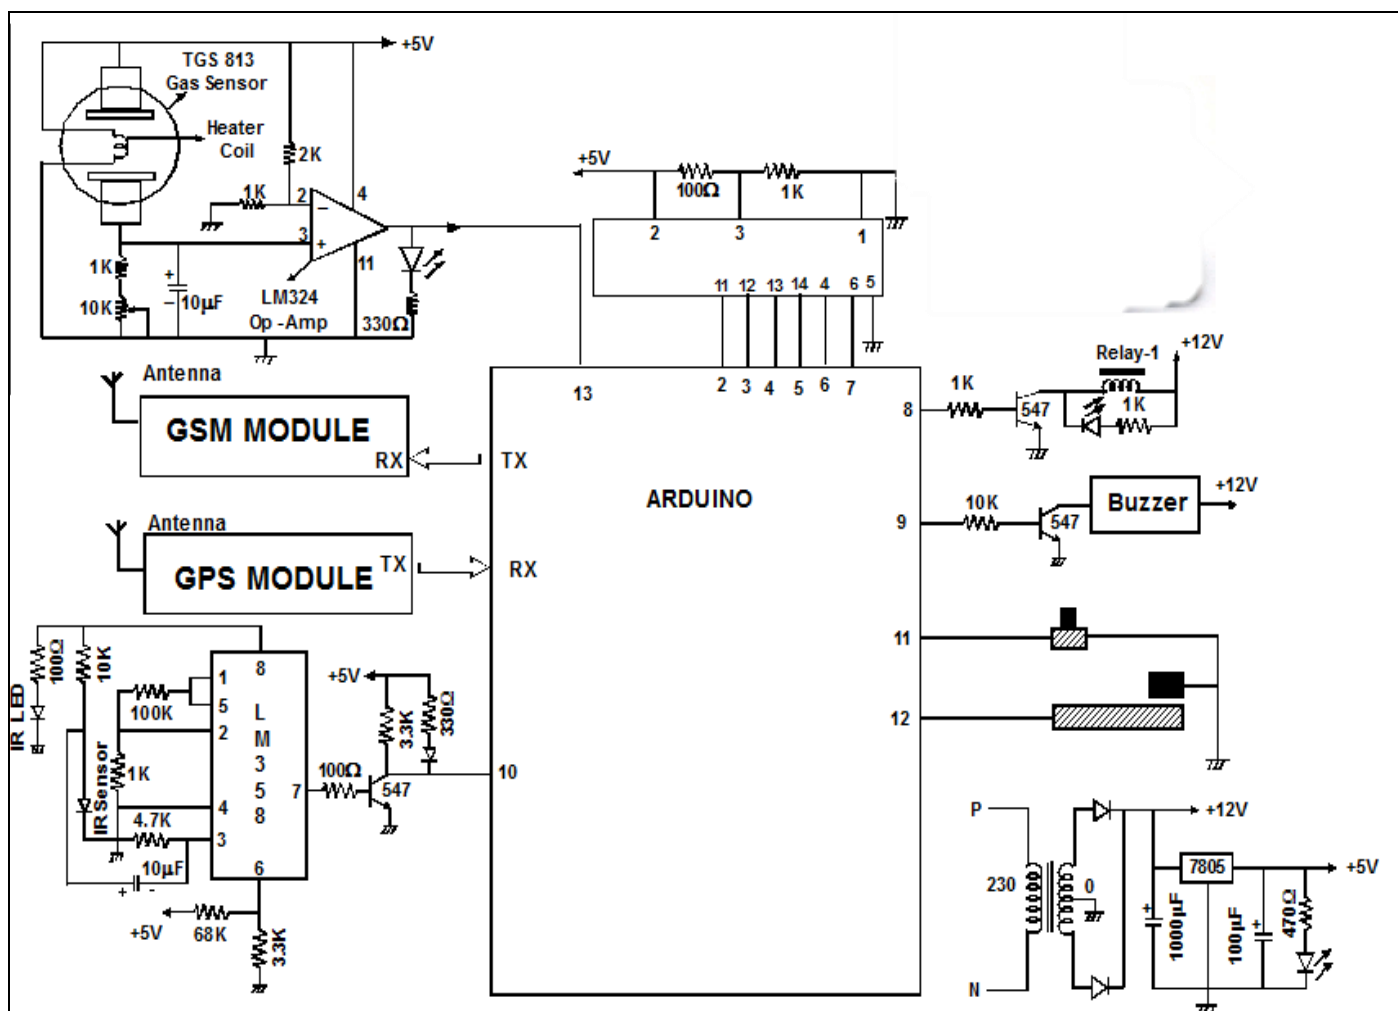 +5V
TGS 813
Gas Sensor
Heater
Coil
2K
1K
2
4
−
3
+
11
1K
+
10µF
−
10K
LM324
Op -Amp
330Ω
+5V
100Ω
1K
2
3
1
11
12
13
14
4
6
5
13
2
3
4
5
6
7
Antenna
GSM MODULE
RX
TX
Antenna
GPS MODULE
TX
RX
ARDUINO
8
1K
547
Relay-1
+12V
1K
9
10K
547
Buzzer
+12V
11
12
10
IR LED
100Ω
10K
100K
1K
IR Sensor
4.7K
10µF
+
-
8
1
5
2
4
3
6
7
L
M
3
5
8
+5V
68K
3.3K
100Ω
547
+5V
3.3K
330Ω
P
230
N
0
+12V
7805
+5V
+
1000µF
+
100µF
470Ω